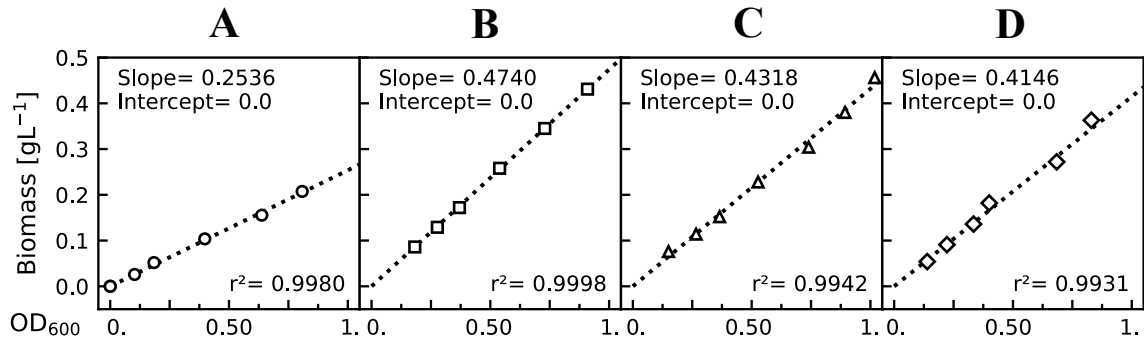 A B C D
0.5 Slope= 0.2536 Slope= 0.4740 Slope= 0.4318 Slope= 0.4146
Intercept= 0.0 Intercept= 0.0 Intercept= 0.0 Intercept= 0.0
0.4
0.3
0.2
0.1
0.0
Biomass [gL⁻¹]
r²= 0.9980 r²= 0.9998 r²= 0.9942 r²= 0.9931
OD₆₀₀ 0. 0.50 1. 0. 0.50 1. 0. 0.50 1. 0. 0.50 1.